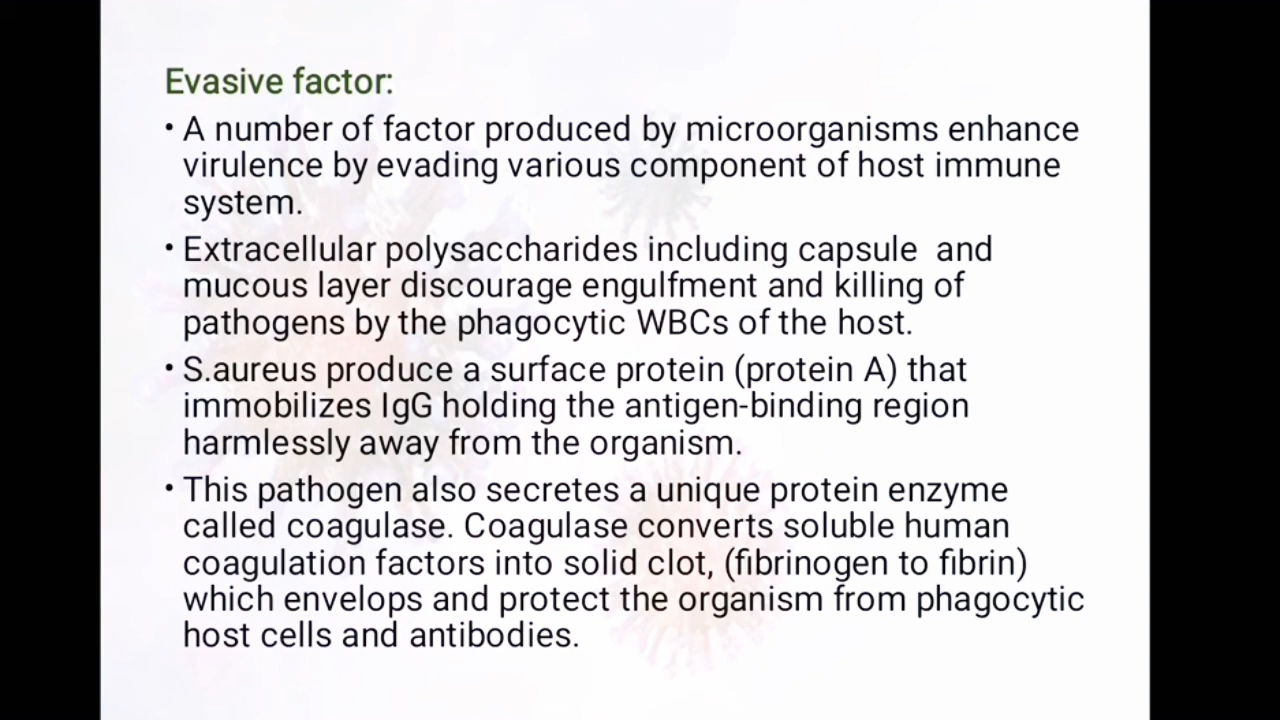 Evasive factor:
• A number of factor produced by microorganisms enhance
virulence by evading various component of host immune
system.
• Extracellular polysaccharides including capsule  and
mucous layer discourage engulfment and killing of
pathogens by the phagocytic WBCs of the host.
• S.aureus produce a surface protein (protein A) that
immobilizes IgG holding the antigen-binding region
harmlessly away from the organism.
• This pathogen also secretes a unique protein enzyme
called coagulase. Coagulase converts soluble human
coagulation factors into solid clot, (fibrinogen to fibrin)
which envelops and protect the organism from phagocytic
host cells and antibodies.